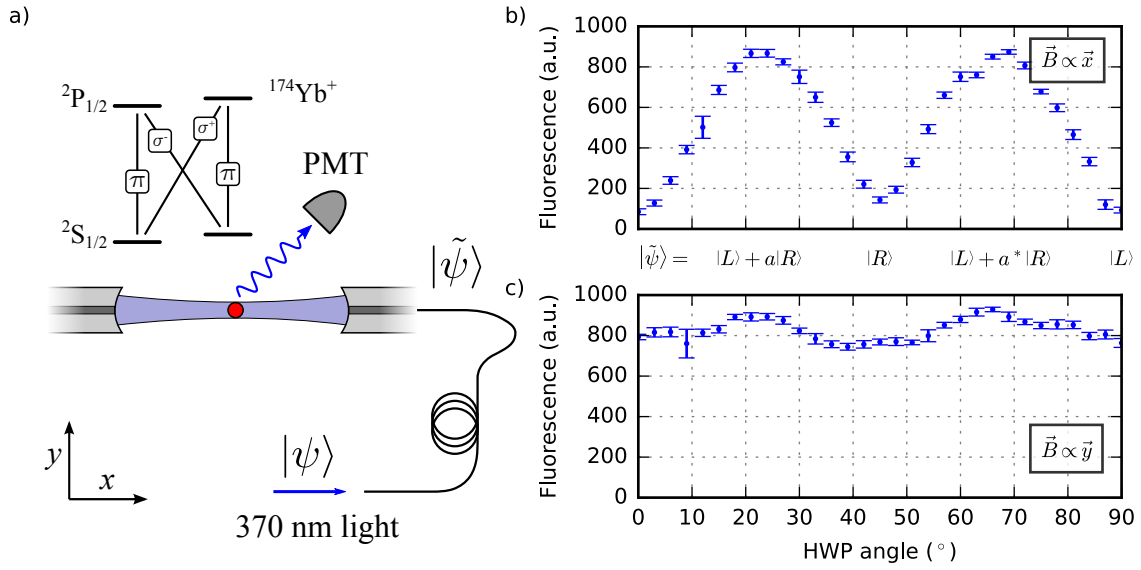 a)
²P₁/₂
¹⁷⁴Yb⁺
σ⁻
σ⁺
π
π
²S₁/₂
PMT
|ψ̃⟩
y
x
|ψ⟩
370 nm light
b)
Fluorescence (a.u.)
1000
800
600
400
200
0
B⃗ ∝ x⃗
|ψ̃⟩ = |L⟩ + a|R⟩ |R⟩ |L⟩ + a*|R⟩ |L⟩
c)
Fluorescence (a.u.)
1000
800
600
400
200
0
B⃗ ∝ y⃗
0 10 20 30 40 50 60 70 80 90
HWP angle (°)